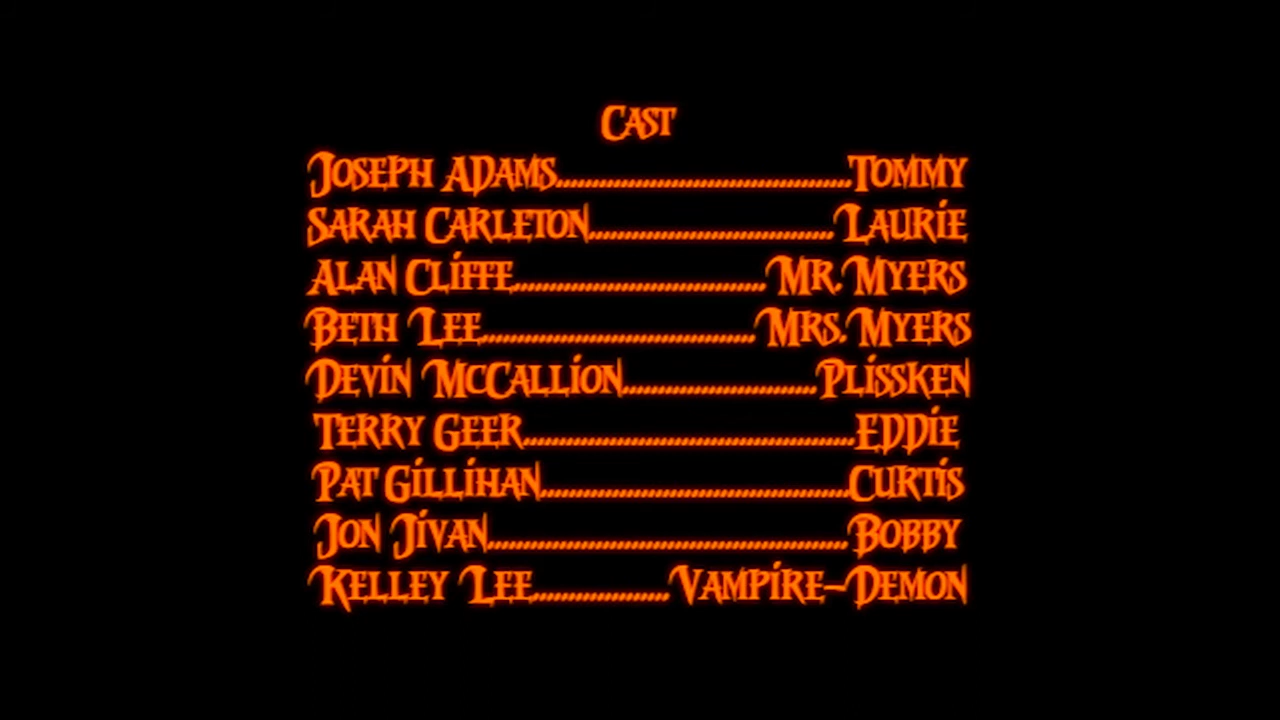 Cast
Joseph Adams........................................Tommy
Sarah Carleton.................................Laurie
Alan Cliffe..................................Mr. Myers
Beth Lee.....................................Mrs. Myers
Devin McCallion..........................Plissken
Terry Geer.............................................Eddie
Pat Gillihan..........................................Curtis
Jon Jivan.................................................Bobby
Kelley Lee..................Vampire-Demon